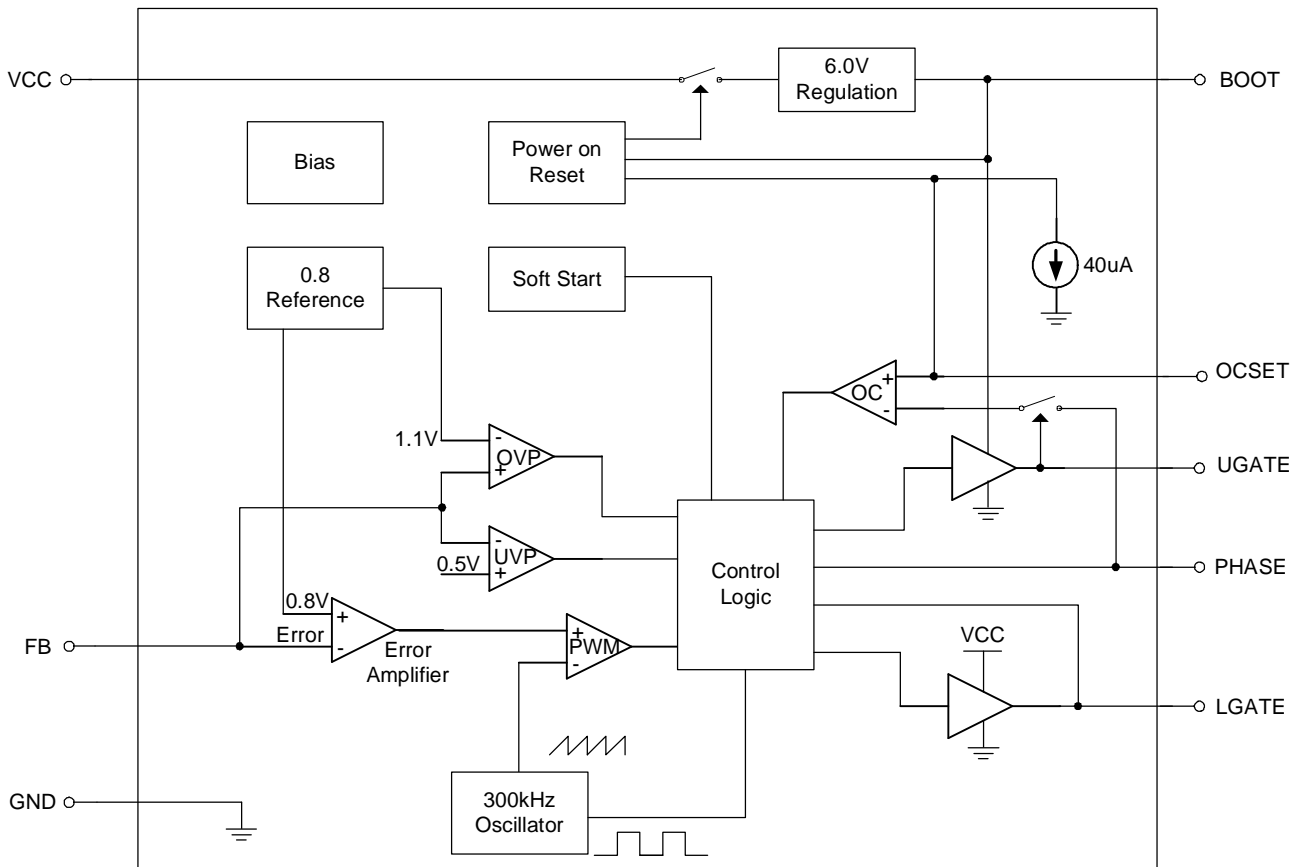 VCC
6.0V
Regulation
BOOT
Bias
Power on
Reset
0.8
Reference
Soft Start
40uA
OCSET
+
OC
-
1.1V
-
OVP
+
UGATE
-
UVP
0.5V
+
Control
Logic
PHASE
0.8V
+
FB
Error
-
Error
Amplifier
+
PWM
-
VCC
LGATE
GND
300kHz
Oscillator